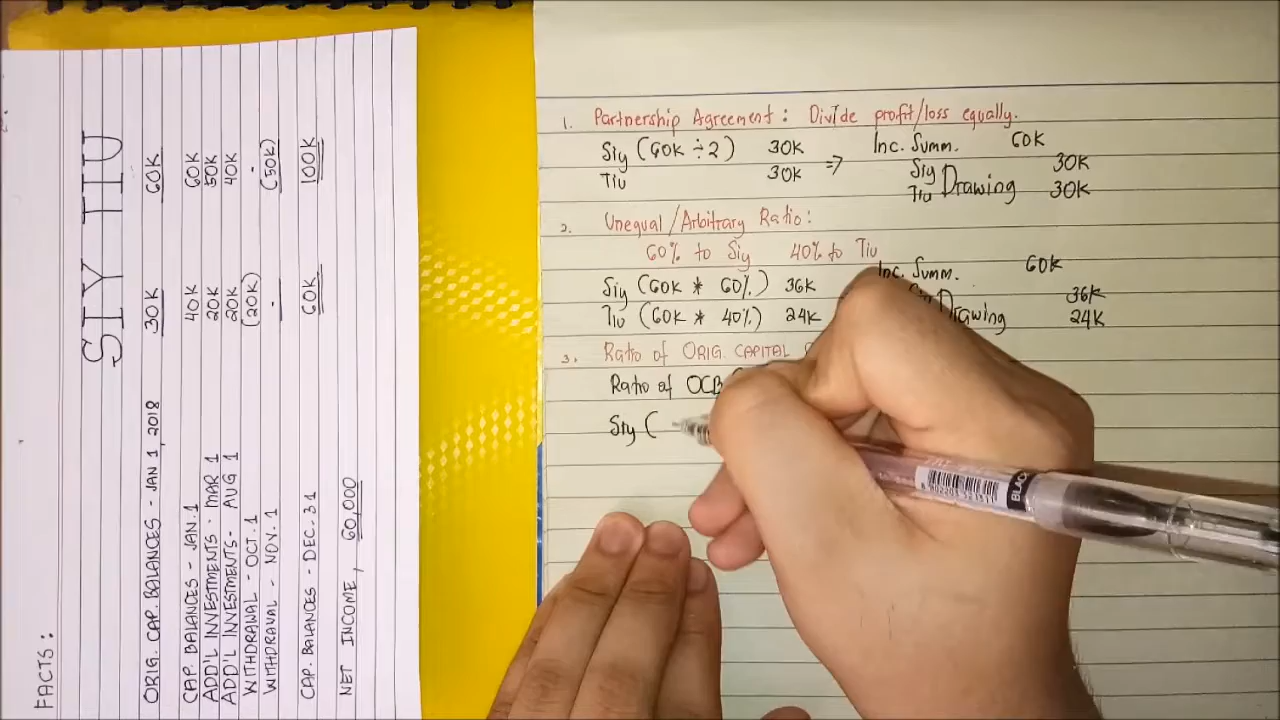 FACTS:
SIY TIU
ORIG. CAP. BALANCES - JAN 1, 2018 30K 60K
CAP. BALANCES - JAN. 1 40K 60K
ADD'L INVESTMENTS - MAR 1 20K 50K
ADD'L INVESTMENTS - AUG 1 20K 40K
WITHDRAWAL - OCT. 1 (20K) -
WITHDRAWAL - NOV. 1 - (50K)
CAP. BALANCES - DEC. 31 60K 100K
NET INCOME, 60,000
1. Partnership Agreement: Divide profit/loss equally.
Siy (60K ÷ 2) 30K => Inc. Summ. 60K
Tiu 30K Siy Drawing 30K
Tiu 30K
2. Unequal/Arbitrary Ratio:
60% to Siy 40% to Tiu
Siy (60K * 60%) 36K Inc. Summ. 60K
Tiu (60K * 40%) 24K Drawing 36K
24K
3. Ratio of ORIG. CAPITAL
Ratio of OCB
Siy (
BLACK